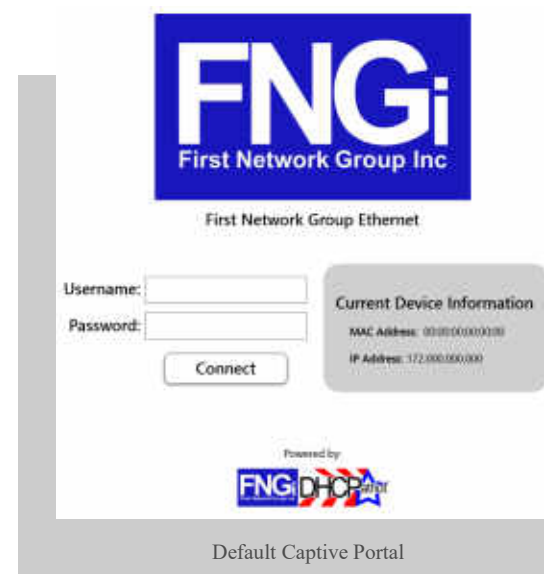 FNGi
First Network Group Inc
First Network Group Ethernet
Username:
Password:
Connect
Current Device Information
MAC Address: 00:00:00:00:00:00
IP Address: 172.000.000.000
Powered by
FNGi DHCPatriot
Default Captive Portal